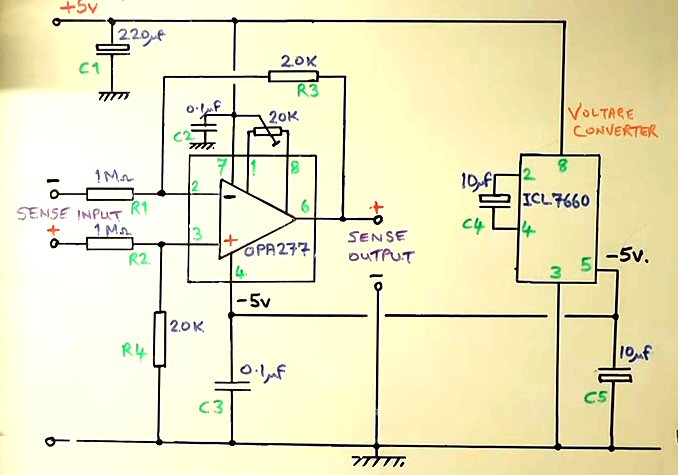 +5v
220µf
C1
20K
R3
0.1µF
C2
20K
7
1
8
VOLTAGE
CONVERTER
8
1MΩ
R1
2
-
6
+
10µF
2
ICL7660
C4
4
SENSE INPUT
+
1MΩ
R2
3
+
OPA277
SENSE
OUTPUT
-
4
-5v
3
5
-5v.
20K
R4
0.1µF
C3
10µF
C5